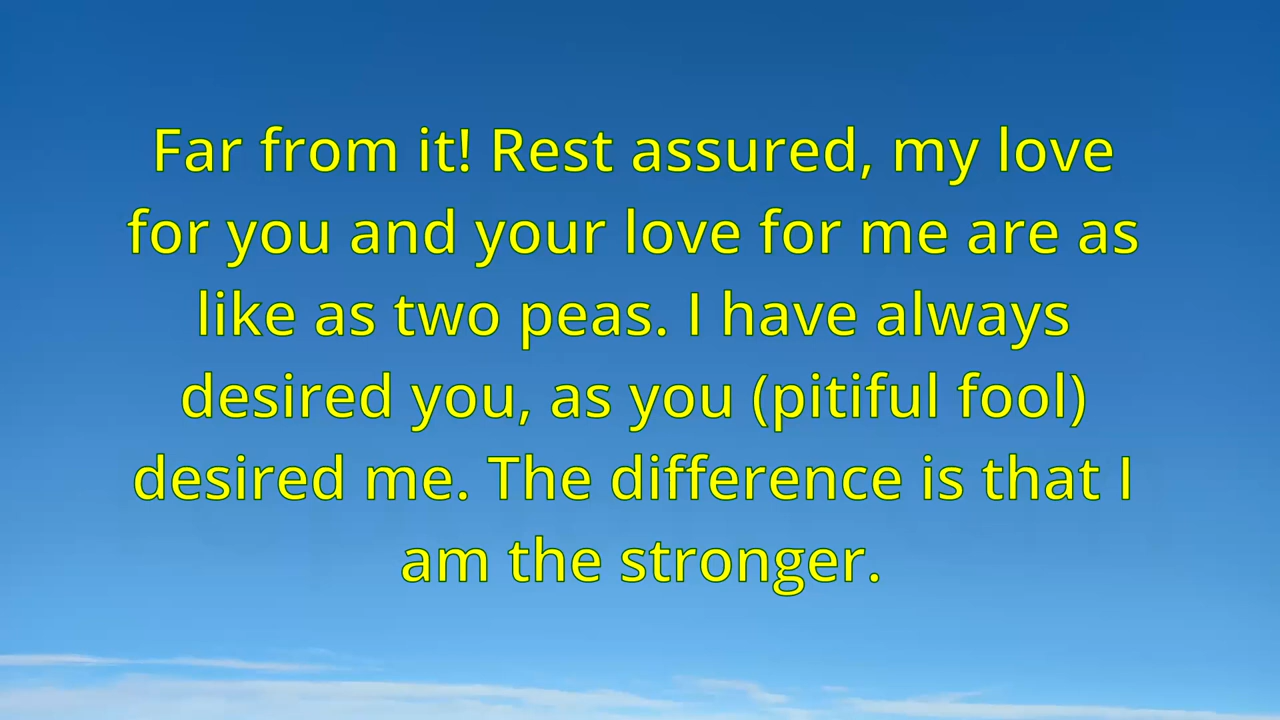 Far from it! Rest assured, my love
for you and your love for me are as
like as two peas. I have always
desired you, as you (pitiful fool)
desired me. The difference is that I
am the stronger.